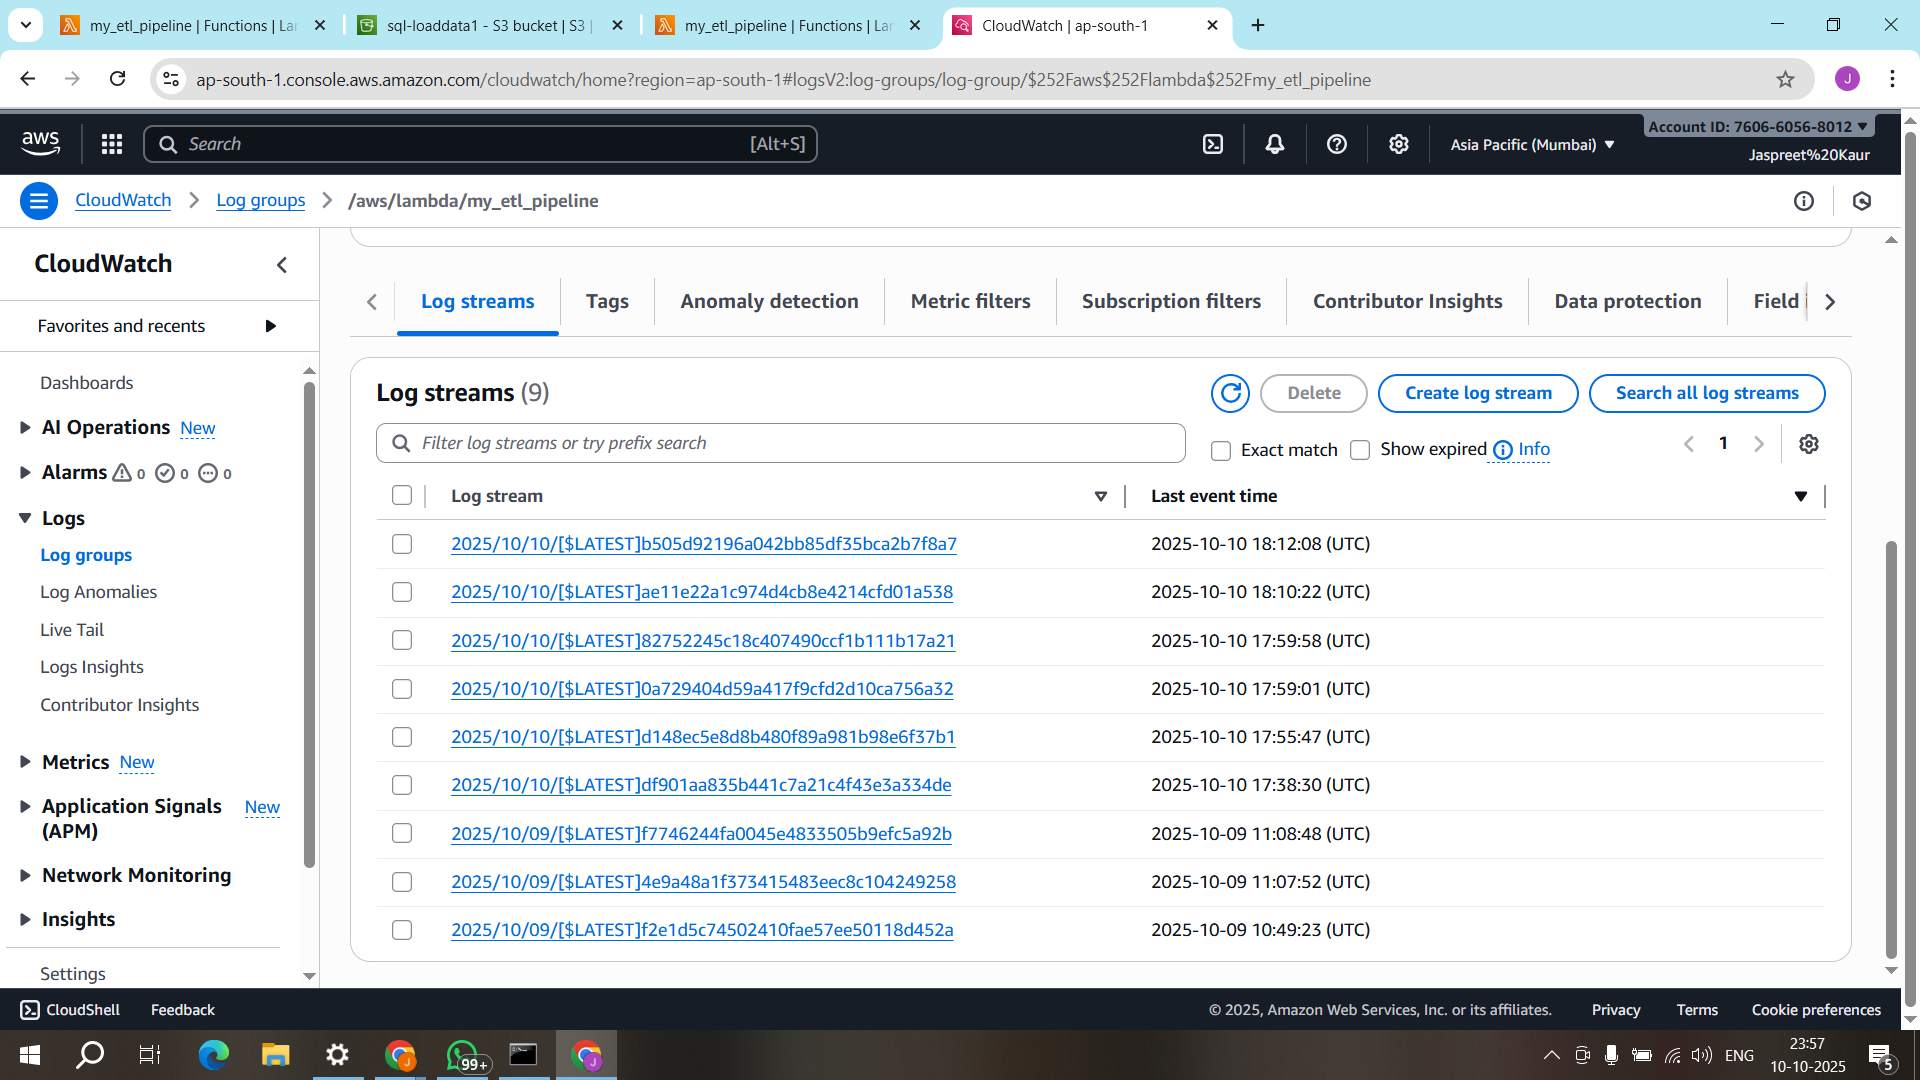 my_etl_pipeline | Functions | Lar
sql-loaddata1 - S3 bucket | S3 |
my_etl_pipeline | Functions | Lar
CloudWatch | ap-south-1
ap-south-1.console.aws.amazon.com/cloudwatch/home?region=ap-south-1#logsV2:log-groups/log-group/$252Faws$252Flambda$252Fmy_etl_pipeline
J
aws
Search
[Alt+S]
Asia Pacific (Mumbai)
Account ID: 7606-6056-8012
Jaspreet%20Kaur
CloudWatch
Log groups
/aws/lambda/my_etl_pipeline
CloudWatch
Favorites and recents
Dashboards
AI Operations New
Alarms 0 0 0
Logs
Log groups
Log Anomalies
Live Tail
Logs Insights
Contributor Insights
Metrics New
Application Signals (APM) New
Network Monitoring
Insights
Settings
Log streams
Tags
Anomaly detection
Metric filters
Subscription filters
Contributor Insights
Data protection
Field
Log streams (9)
Delete
Create log stream
Search all log streams
Filter log streams or try prefix search
Exact match
Show expired
Info
1
Log stream
Last event time
2025/10/10/[$LATEST]b505d92196a042bb85df35bca2b7f8a7 2025-10-10 18:12:08 (UTC)
2025/10/10/[$LATEST]ae11e22a1c974d4cb8e4214cfd01a538 2025-10-10 18:10:22 (UTC)
2025/10/10/[$LATEST]82752245c18c407490ccf1b111b17a21 2025-10-10 17:59:58 (UTC)
2025/10/10/[$LATEST]0a729404d59a417f9cfd2d10ca756a32 2025-10-10 17:59:01 (UTC)
2025/10/10/[$LATEST]d148ec5e8d8b480f89a981b98e6f37b1 2025-10-10 17:55:47 (UTC)
2025/10/10/[$LATEST]df901aa835b441c7a21c4f43e3a334de 2025-10-10 17:38:30 (UTC)
2025/10/09/[$LATEST]f7746244fa0045e4833505b9efc5a92b 2025-10-09 11:08:48 (UTC)
2025/10/09/[$LATEST]4e9a48a1f373415483eec8c104249258 2025-10-09 11:07:52 (UTC)
2025/10/09/[$LATEST]f2e1d5c74502410fae57ee50118d452a 2025-10-09 10:49:23 (UTC)
CloudShell
Feedback
© 2025, Amazon Web Services, Inc. or its affiliates.
Privacy
Terms
Cookie preferences
99+
ENG
23:57
10-10-2025
5